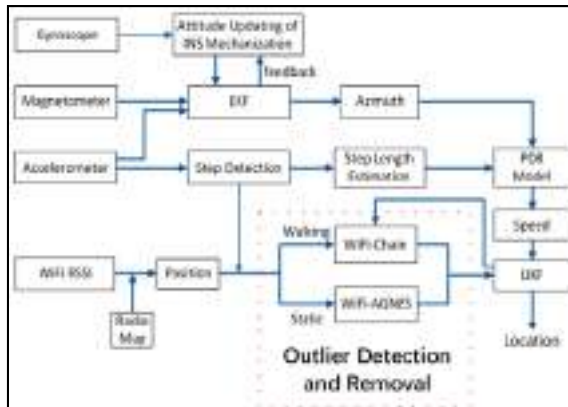 Gyroscope
Attitude Updating of
INS Mechanization
feedback
Magnetometer
EKF
Azimuth
Accelerometer
Step Detection
Step Length
Estimation
PDR
Model
Walking
WiFi-Chain
Speed
WiFi RSSI
Position
UKF
Radio
Map
Static
WiFi-AGNES
Location
Outlier Detection
and Removal